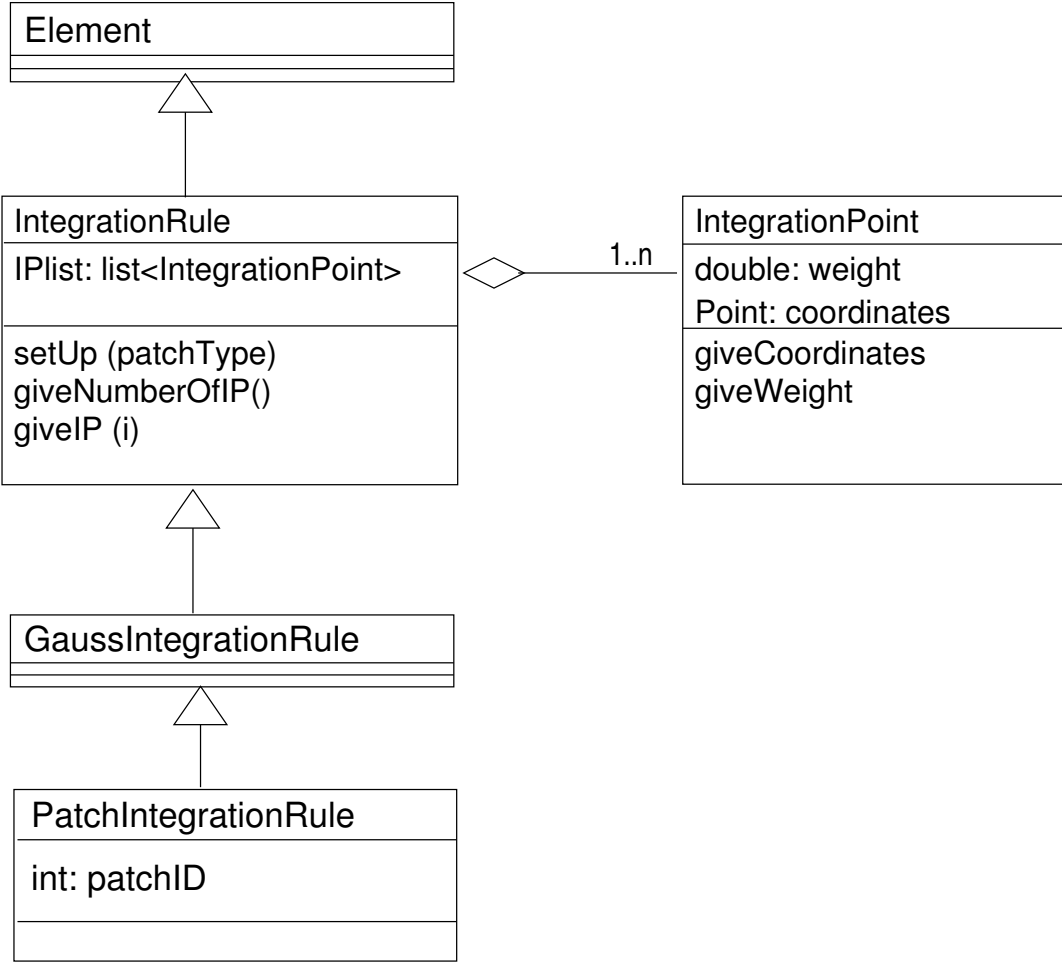 Element
IntegrationRule
IPlist: list<IntegrationPoint>
setUp (patchType)
giveNumberOfIP()
giveIP (i)
1..n
IntegrationPoint
double: weight
Point: coordinates
giveCoordinates
giveWeight
GaussIntegrationRule
PatchIntegrationRule
int: patchID